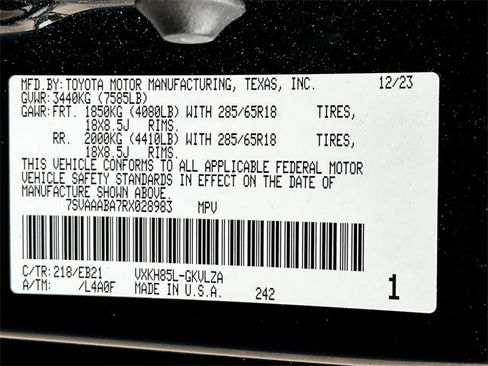 MFD.BY:TOYOTA MOTOR MANUFACTURING, TEXAS, INC. 12/23
GVWR:3440KG (7585LB)
GAWR:FRT. 1850KG (4080LB) WITH 285/65R18 TIRES,
18X8.5J RIMS.
RR. 2000KG (4410LB) WITH 285/65R18 TIRES,
18X8.5J RIMS.
THIS VEHICLE CONFORMS TO ALL APPLICABLE FEDERAL MOTOR
VEHICLE SAFETY STANDARDS IN EFFECT ON THE DATE OF
MANUFACTURE SHOWN ABOVE.
7SVAAABA7RX028983 MPV
C/TR:218/EB21 VXKH85L-GKVLZA
A/TM: /L4A0F MADE IN U.S.A. 242 1